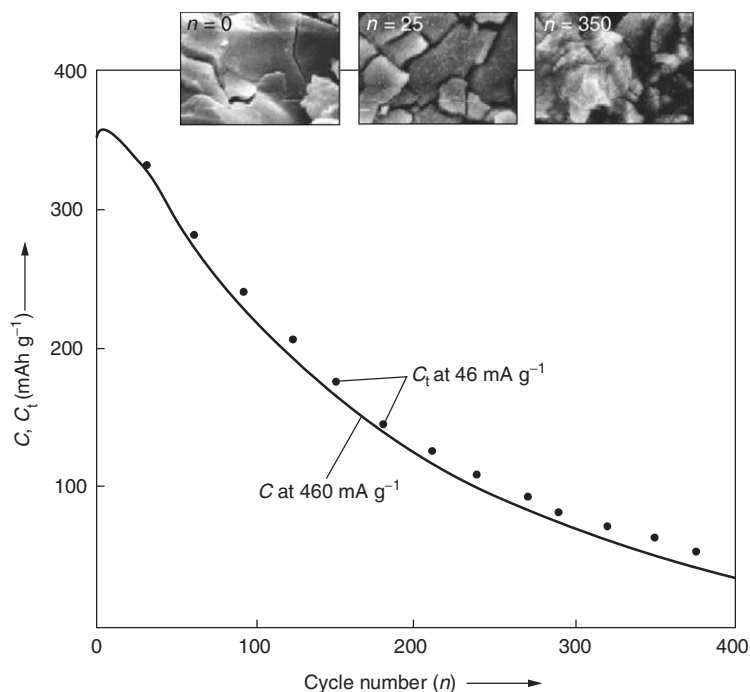 n = 0
n = 25
n = 350
400
300
200
100
C, Cₜ (mAh g⁻¹)
Cₜ at 46 mA g⁻¹
C at 460 mA g⁻¹
0
100
200
300
400
Cycle number (n)